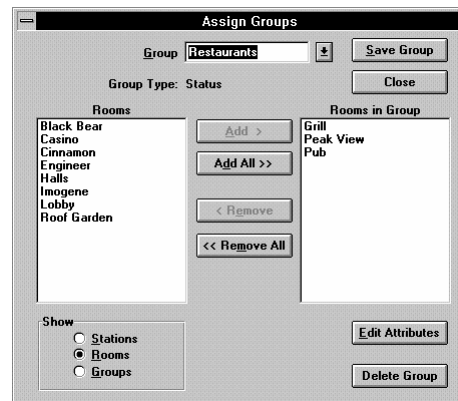 Assign Groups
Group Restaurants Save Group
Group Type: Status Close
Rooms Rooms in Group
Black Bear
Casino
Cinnamon
Engineer
Halls
Imogene
Lobby
Roof Garden
Add >
Add All >>
< Remove
<< Remove All
Grill
Peak View
Pub
Show
Stations
Rooms
Groups
Edit Attributes
Delete Group